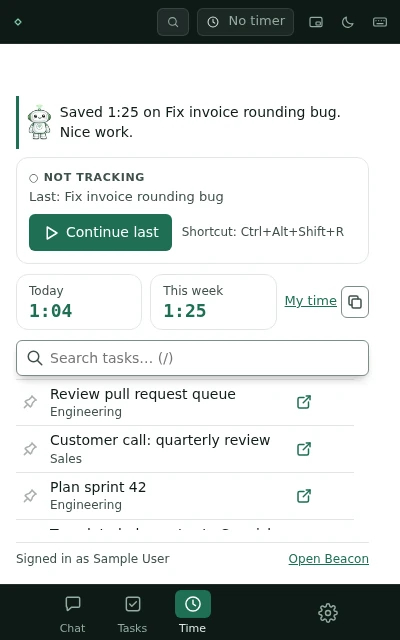 No timer
Saved 1:25 on Fix invoice rounding bug.
Nice work.
NOT TRACKING
Last: Fix invoice rounding bug
Continue last
Shortcut: Ctrl+Alt+Shift+R
Today
1:04
This week
1:25
My time
Search tasks… (/)
Review pull request queue
Engineering
Customer call: quarterly review
Sales
Plan sprint 42
Engineering
Signed in as Sample User
Open Beacon
Chat
Tasks
Time